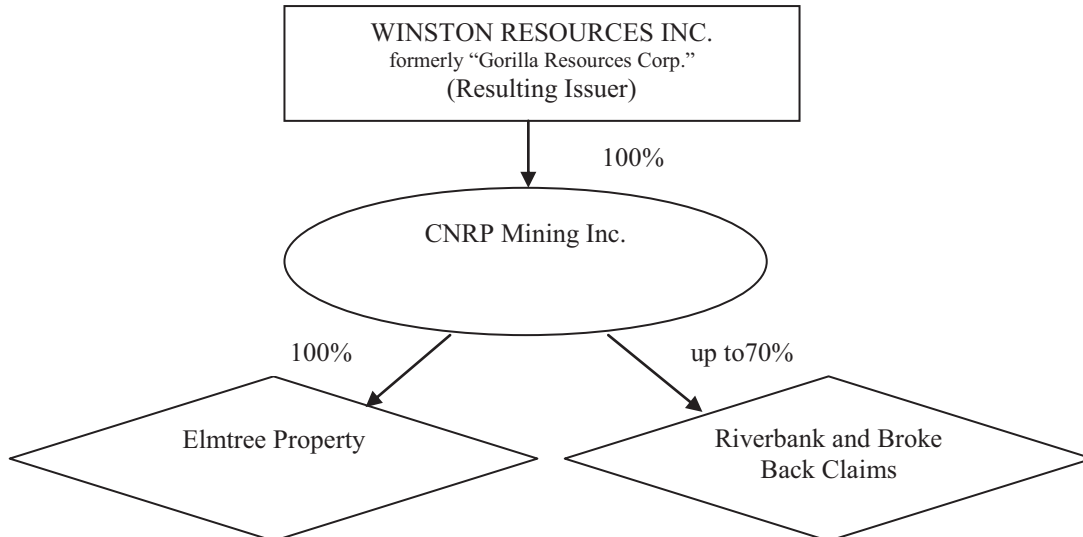 WINSTON RESOURCES INC.
formerly “Gorilla Resources Corp.”
(Resulting Issuer)
100%
CNRP Mining Inc.
100%
up to70%
Elmtree Property
Riverbank and Broke
Back Claims